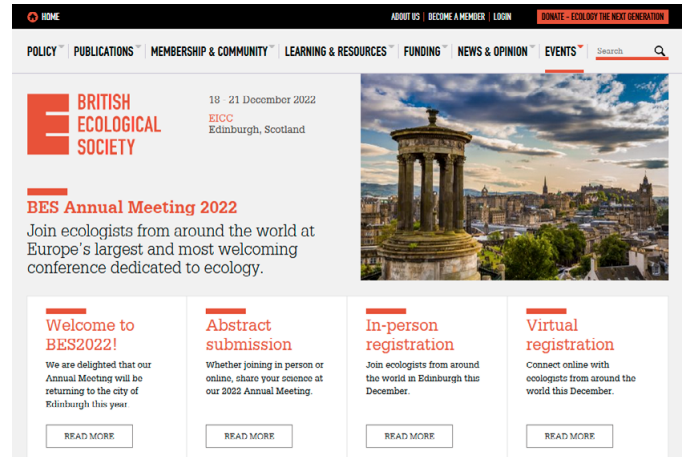 HOME
ABOUT US | BECOME A MEMBER | LOGIN
DONATE - ECOLOGY THE NEXT GENERATION
POLICY PUBLICATIONS MEMBERSHIP & COMMUNITY LEARNING & RESOURCES FUNDING NEWS & OPINION EVENTS Search
BRITISH
ECOLOGICAL
SOCIETY
18 - 21 December 2022
EICC
Edinburgh, Scotland
BES Annual Meeting 2022
Join ecologists from around the world at
Europe's largest and most welcoming
conference dedicated to ecology.
Welcome to
BES2022!
We are delighted that our
Annual Meeting will be
returning to the city of
Edinburgh this year.
READ MORE
Abstract
submission
Whether joining in person or
online, share your science at
our 2022 Annual Meeting.
READ MORE
In-person
registration
Join ecologists from around
the world in Edinburgh this
December.
READ MORE
Virtual
registration
Connect online with
ecologists from around the
world this December.
READ MORE